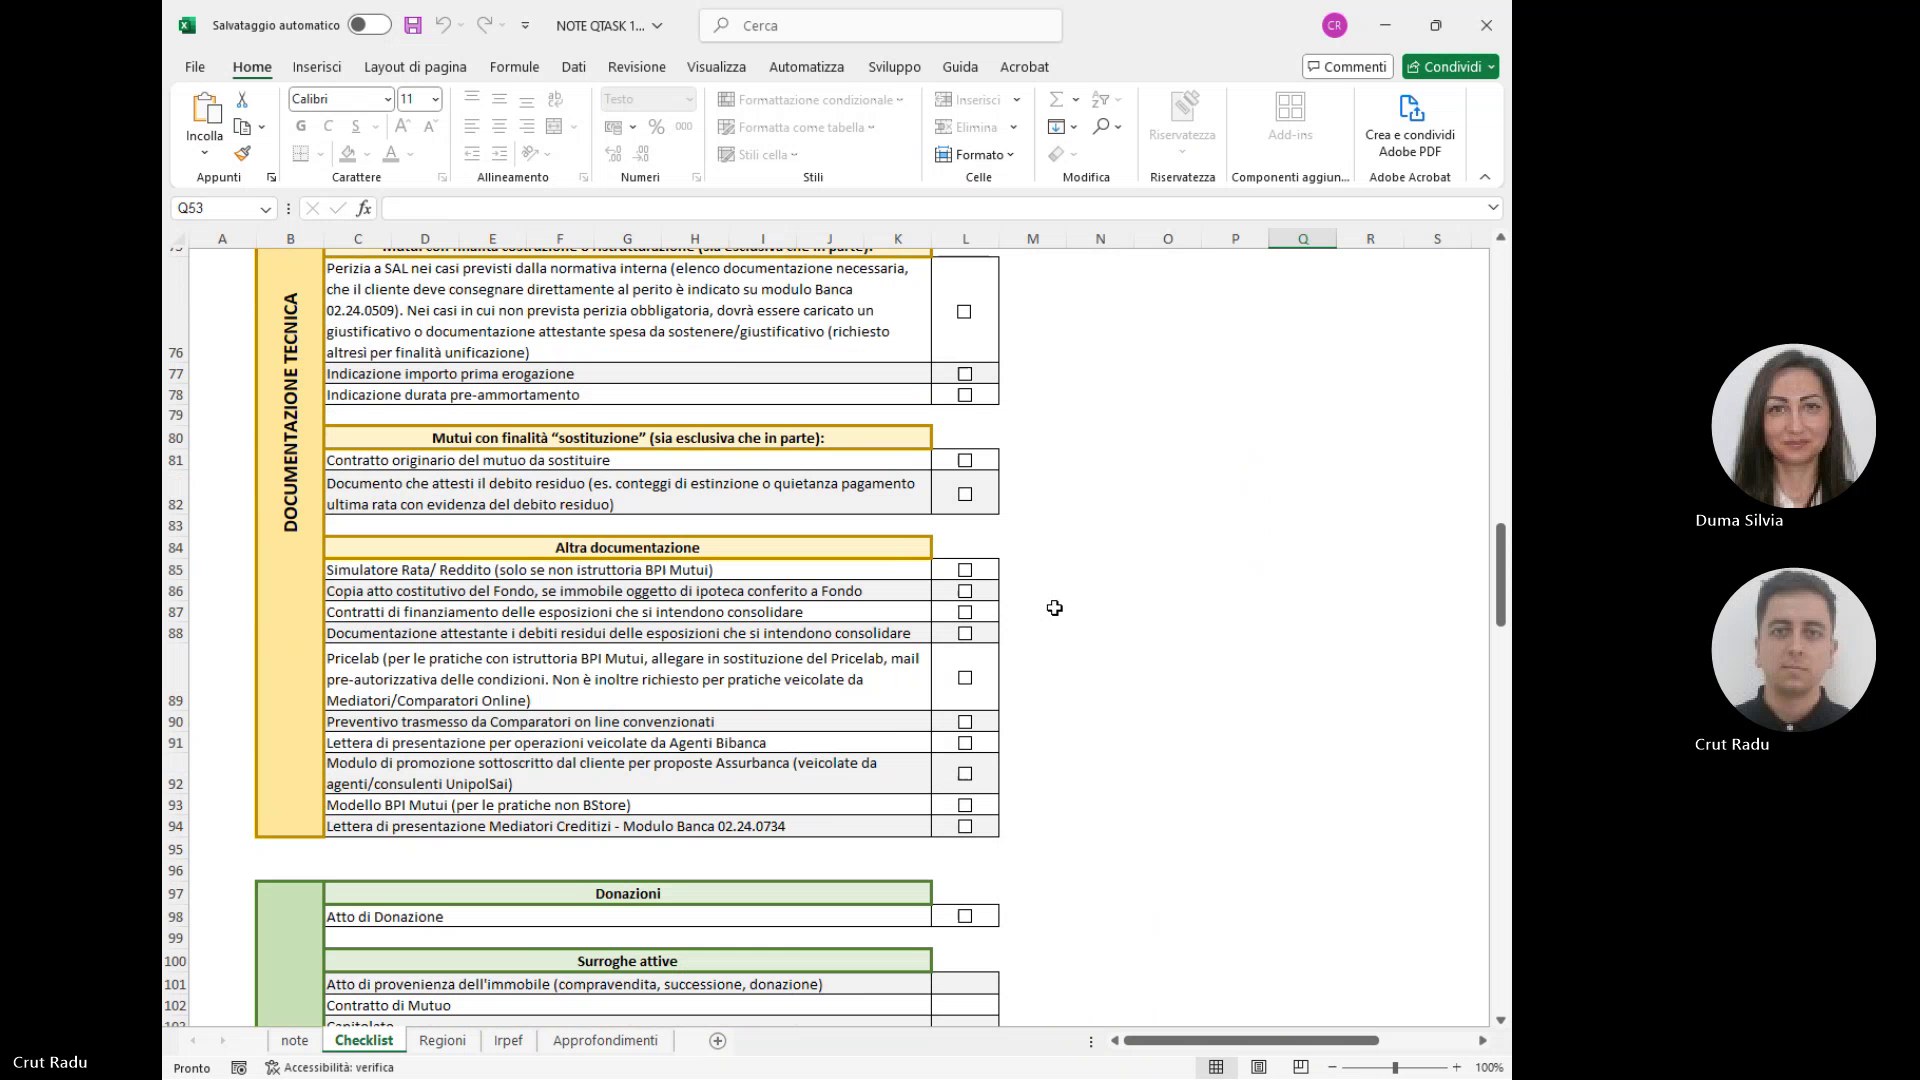 Salvataggio automatico
NOTE QTASK 1...
Cerca
CR
File
Home
Inserisci
Layout di pagina
Formule
Dati
Revisione
Visualizza
Automatizza
Sviluppo
Guida
Acrobat
Commenti
Condividi
Incolla
Calibri
11
G C S
Testo
Formattazione condizionale
Formatta come tabella
Stili cella
Inserisci
Elimina
Formato
Riservatezza
Add-ins
Crea e condividi
Adobe PDF
Appunti
Carattere
Allineamento
Numeri
Stili
Celle
Modifica
Riservatezza
Componenti aggiun...
Adobe Acrobat
Q53
fx
A B C D E F G H I J K L M N O P Q R S
DOCUMENTAZIONE TECNICA
75 Mutui con finalità costruzione o ristrutturazione (sia esclusiva che in parte):
Perizia a SAL nei casi previsti dalla normativa interna (elenco documentazione necessaria,
che il cliente deve consegnare direttamente al perito è indicato su modulo Banca
02.24.0509). Nei casi in cui non prevista perizia obbligatoria, dovrà essere caricato un
giustificativo o documentazione attestante spesa da sostenere/giustificativo (richiesto
76 altresì per finalità unificazione)
77 Indicazione importo prima erogazione
78 Indicazione durata pre-ammortamento
79
80 Mutui con finalità “sostituzione” (sia esclusiva che in parte):
81 Contratto originario del mutuo da sostituire
Documento che attesti il debito residuo (es. conteggi di estinzione o quietanza pagamento
82 ultima rata con evidenza del debito residuo)
83
84 Altra documentazione
85 Simulatore Rata/ Reddito (solo se non istruttoria BPI Mutui)
86 Copia atto costitutivo del Fondo, se immobile oggetto di ipoteca conferito a Fondo
87 Contratti di finanziamento delle esposizioni che si intendono consolidare
88 Documentazione attestante i debiti residui delle esposizioni che si intendono consolidare
Pricelab (per le pratiche con istruttoria BPI Mutui, allegare in sostituzione del Pricelab, mail
pre-autorizzativa delle condizioni. Non è inoltre richiesto per pratiche veicolate da
89 Mediatori/Comparatori Online)
90 Preventivo trasmesso da Comparatori on line convenzionati
91 Lettera di presentazione per operazioni veicolate da Agenti Bibanca
Modulo di promozione sottoscritto dal cliente per proposte Assurbanca (veicolate da
92 agenti/consulenti UnipolSai)
93 Modello BPI Mutui (per le pratiche non BStore)
94 Lettera di presentazione Mediatori Creditizi - Modulo Banca 02.24.0734
95
96
97 Donazioni
98 Atto di Donazione
99
100 Surroghe attive
101 Atto di provenienza dell'immobile (compravendita, successione, donazione)
102 Contratto di Mutuo
103 Capitolato
note
Checklist
Regioni
Irpef
Approfondimenti
Pronto
Accessibilità: verifica
100%
Duma Silvia
Crut Radu
Crut Radu